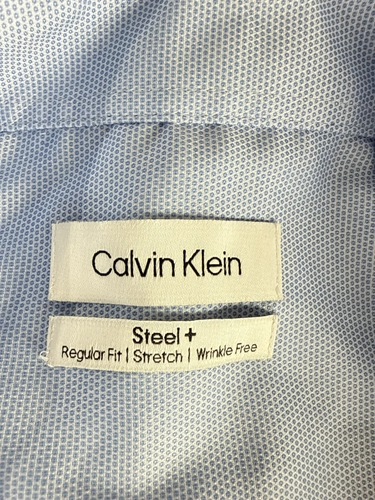 Calvin Klein
Steel +
Regular Fit | Stretch | Wrinkle Free